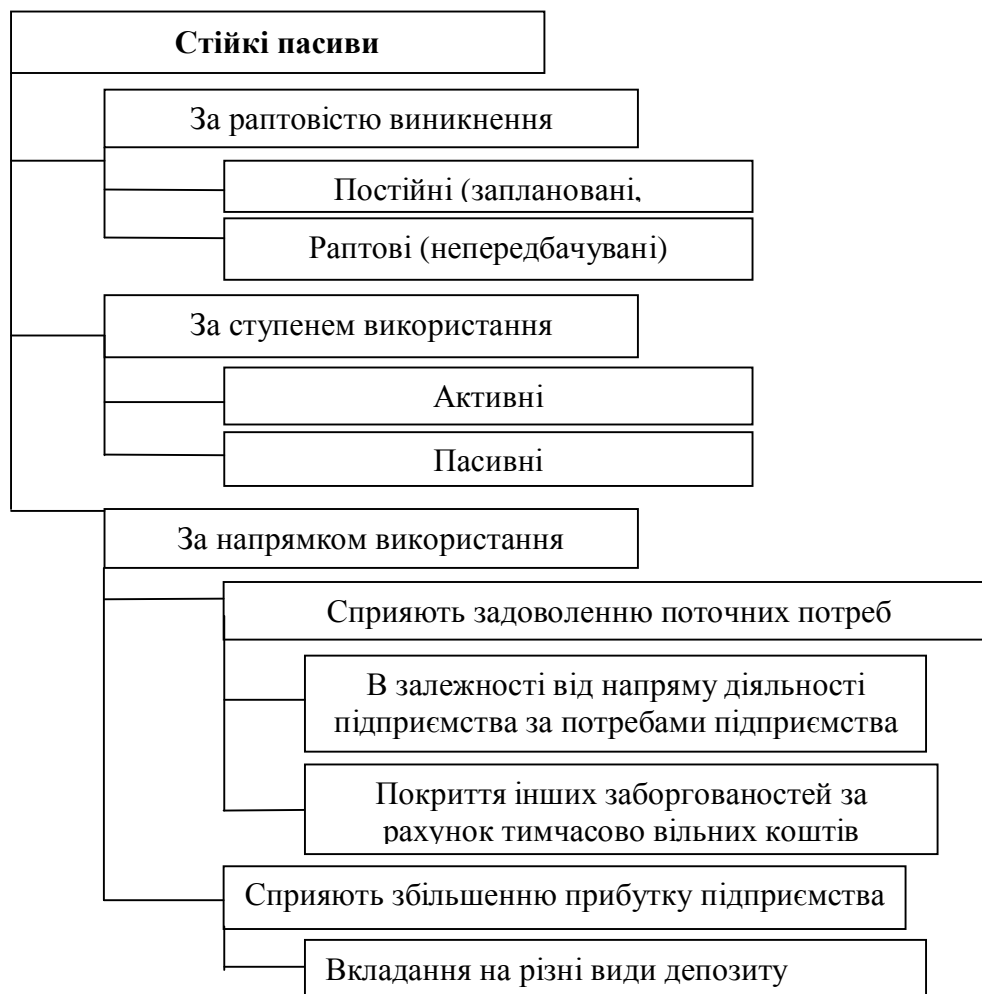 Стійкі пасиви
За раптовістю виникнення
Постійні (заплановані,
Раптові (непередбачувані)
За ступенем використання
Активні
Пасивні
За напрямком використання
Сприяють задоволенню поточних потреб
В залежності від напряму діяльності
підприємства за потребами підприємства
Покриття інших заборгованостей за
рахунок тимчасово вільних коштів
Сприяють збільшенню прибутку підприємства
Вкладання на різні види депозиту